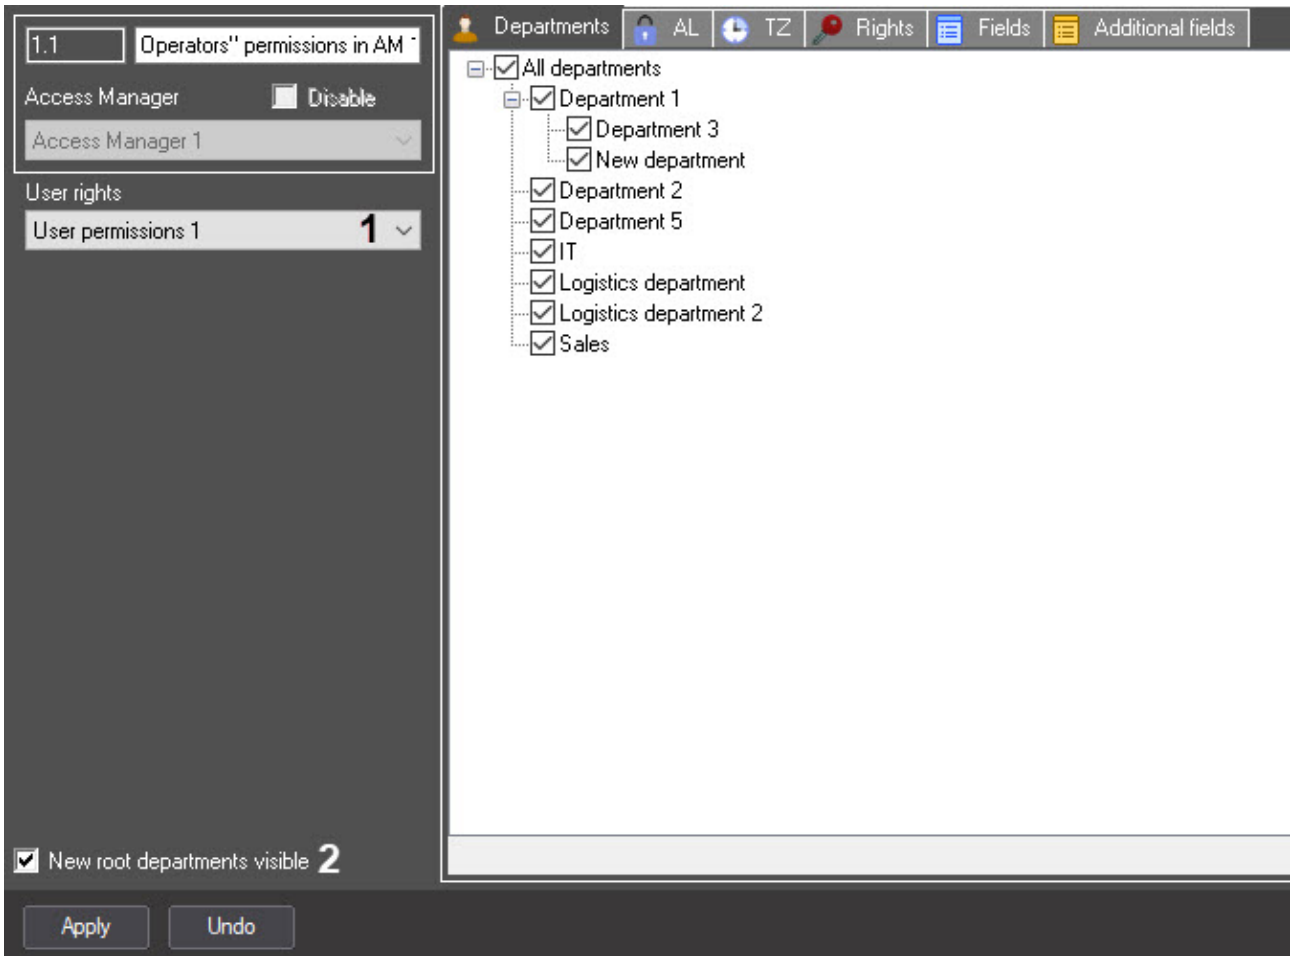 1.1 Operators" permissions in AM
Access Manager Disable
Access Manager 1
User rights
User permissions 1 1
New root departments visible 2
Apply Undo
Departments AL TZ Rights Fields Additional fields
All departments
Department 1
Department 3
New department
Department 2
Department 5
IT
Logistics department
Logistics department 2
Sales